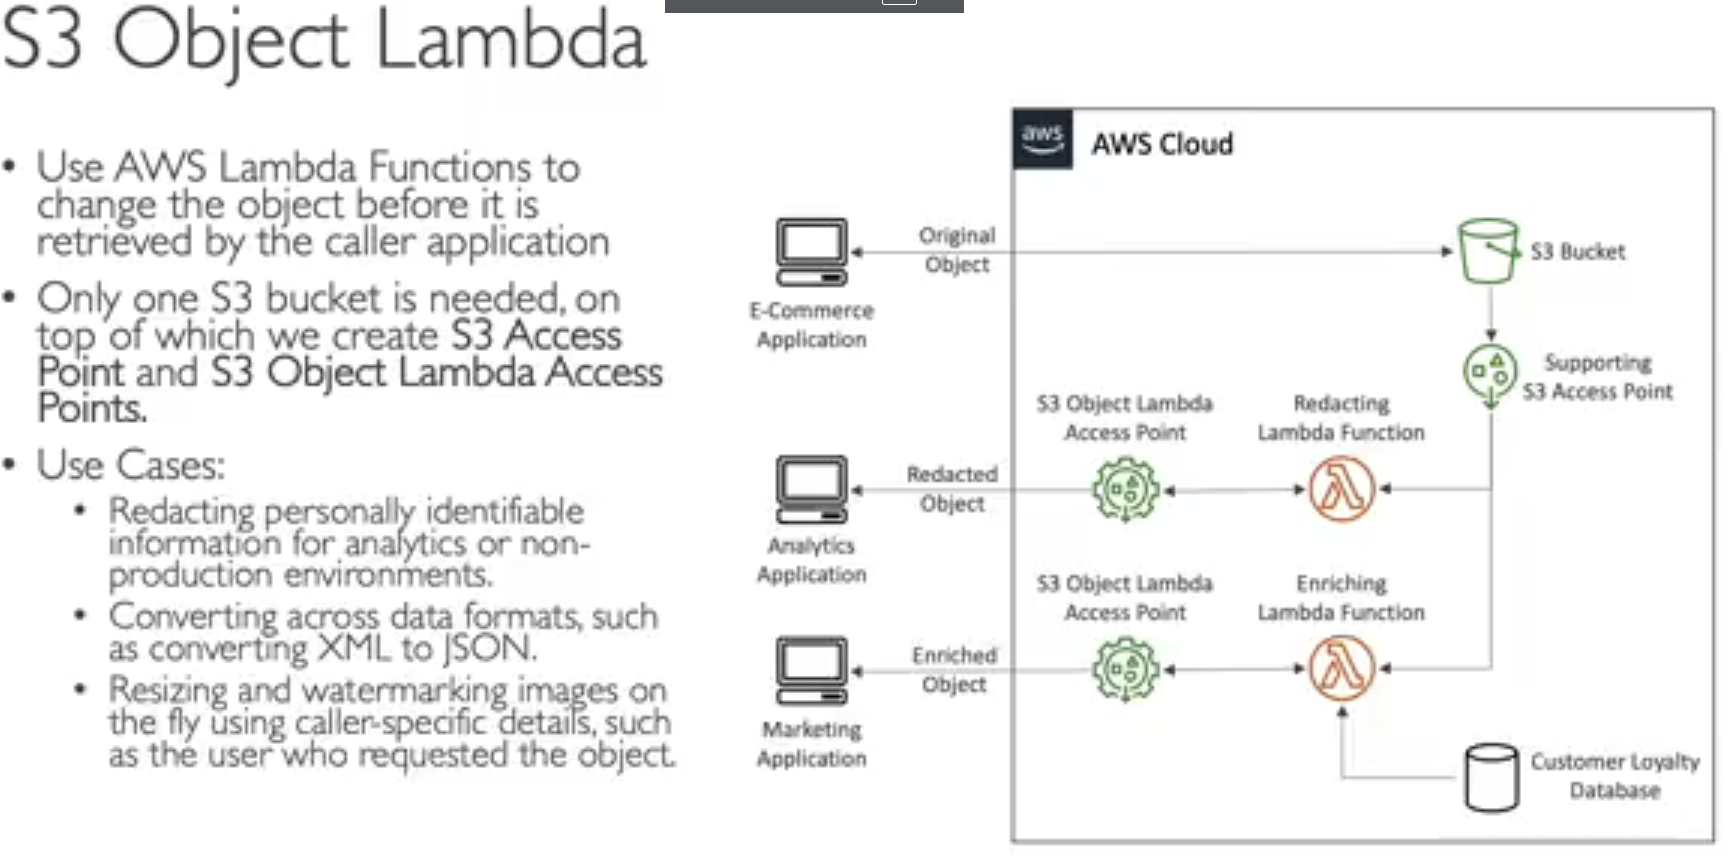 S3 Object Lambda
• Use AWS Lambda Functions to
change the object before it is
retrieved by the caller application
• Only one S3 bucket is needed, on
top of which we create S3 Access
Point and S3 Object Lambda Access
Points.
• Use Cases:
• Redacting personally identifiable
information for analytics or non-
production environments.
• Converting across data formats, such
as converting XML to JSON.
• Resizing and watermarking images on
the fly using caller-specific details, such
as the user who requested the object.
aws
AWS Cloud
Original
Object
S3 Bucket
E-Commerce
Application
Supporting
S3 Access Point
S3 Object Lambda
Access Point
Redacting
Lambda Function
Redacted
Object
Analytics
Application
S3 Object Lambda
Access Point
Enriching
Lambda Function
Enriched
Object
Marketing
Application
Customer Loyalty
Database